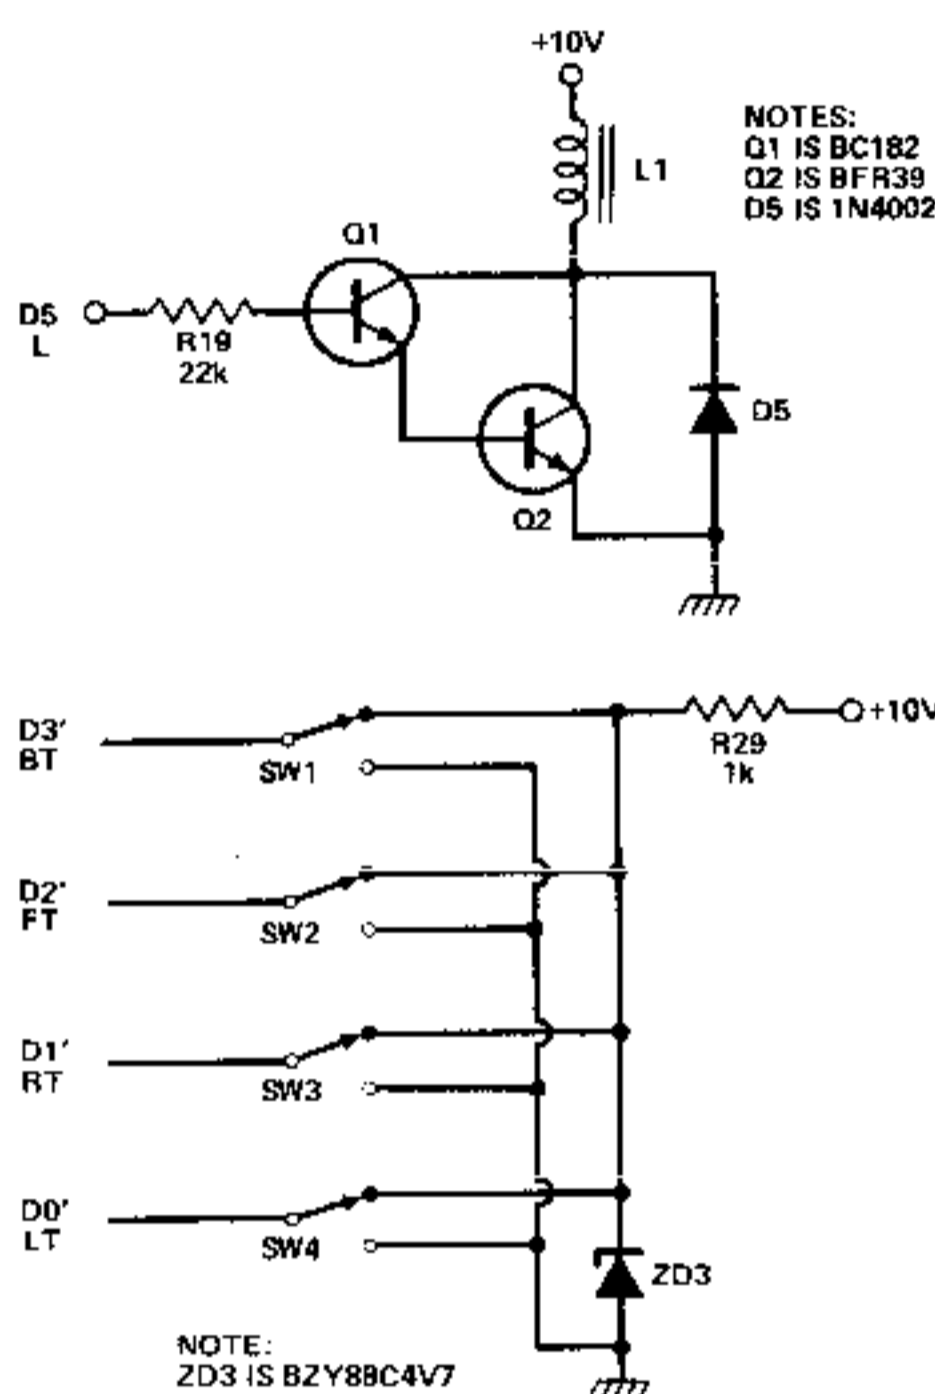 +10V
NOTES:
Q1 IS BC182
Q2 IS BFR39
D5 IS 1N4002
L1
Q1
D5
L
R19
22k
D5
Q2
D3'
BT
SW1
+10V
R29
1k
D2'
FT
SW2
D1'
RT
SW3
D0'
LT
SW4
ZD3
NOTE:
ZD3 IS BZY88C4V7